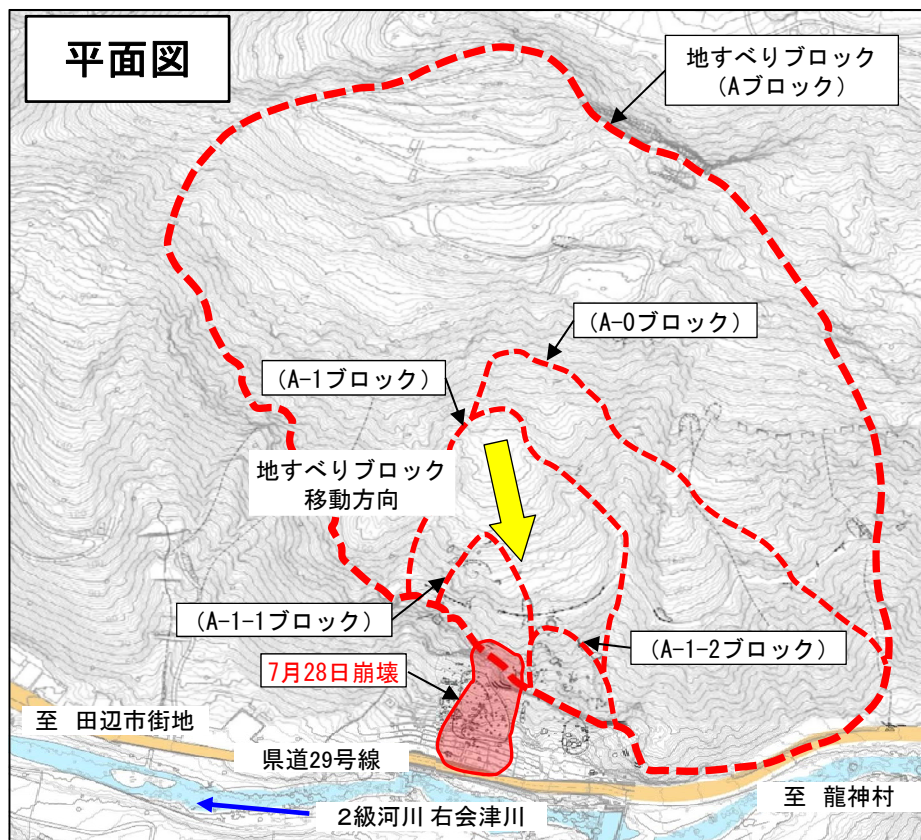 平面図
地すべりブロック
(Aブロック)
(A-0ブロック)
(A-1ブロック)
地すべりブロック
移動方向
(A-1-1ブロック)
(A-1-2ブロック)
7月28日崩壊
至 田辺市街地
県道29号線
至 龍神村
2級河川 右会津川